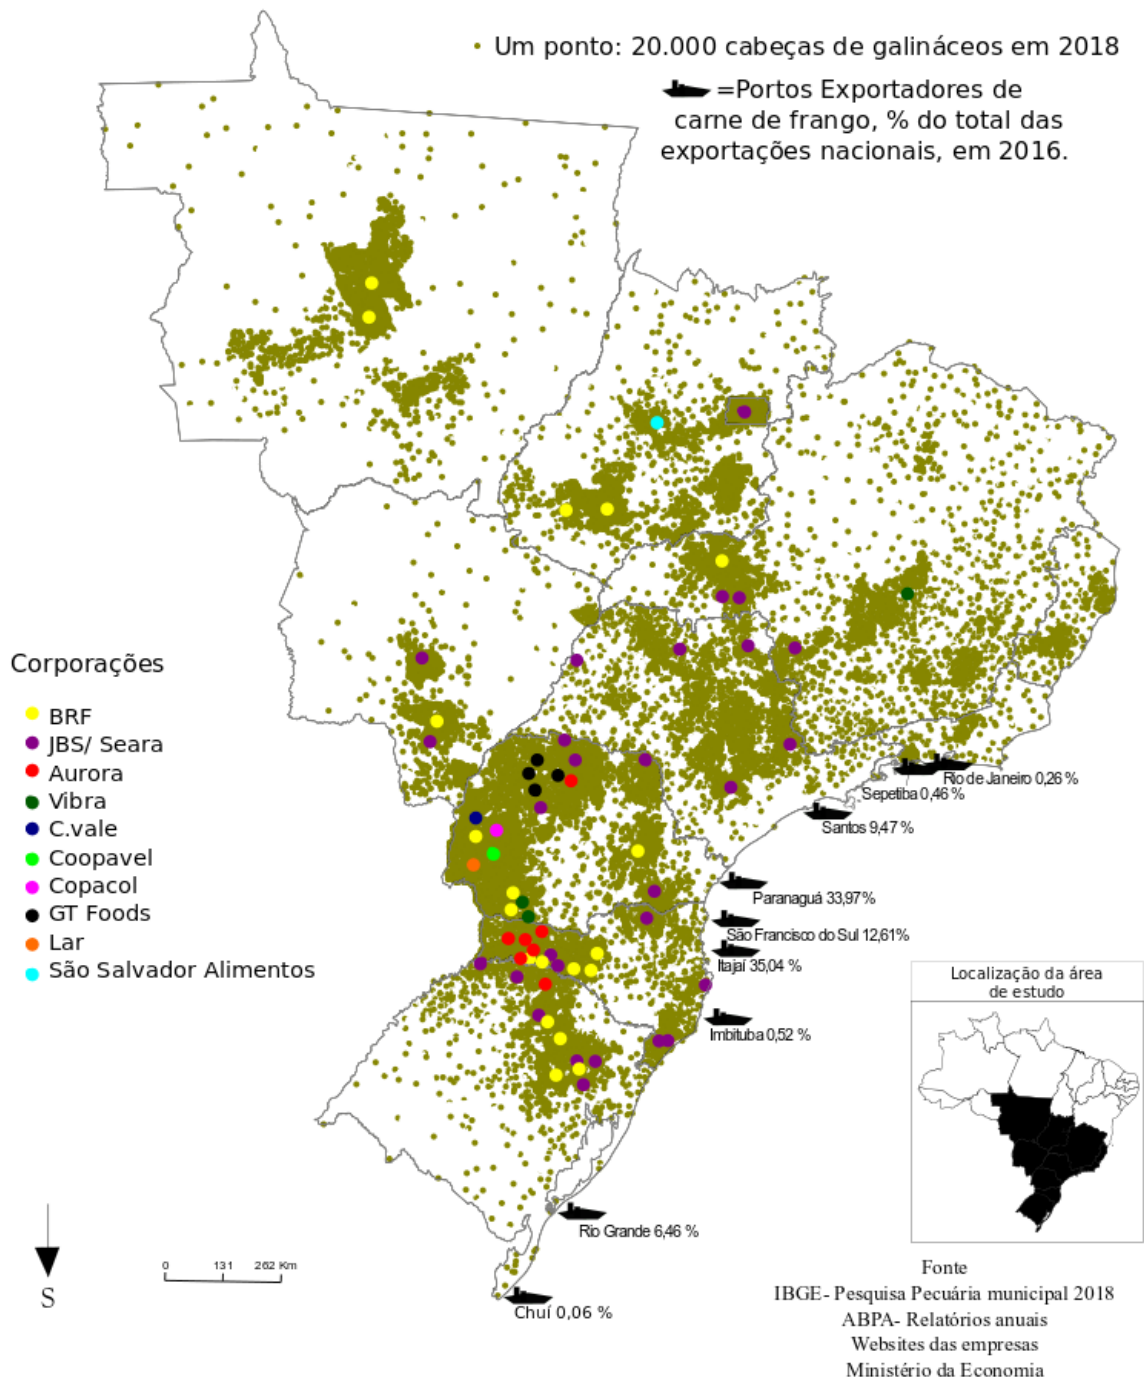 Um ponto: 20.000 cabeças de galináceos em 2018
=Portos Exportadores de
carne de frango, % do total das
exportações nacionais, em 2016.
Corporações
BRF
JBS/ Seara
Aurora
Vibra
C.vale
Coopavel
Copacol
GT Foods
Lar
São Salvador Alimentos
Rio de Janeiro 0,26 %
Sepetiba 0,46 %
Santos 9,47 %
Paranaguá 33,97%
São Francisco do Sul 12,61%
Itajaí 35,04 %
Imbituba 0,52 %
Rio Grande 6,46 %
Chuí 0,06 %
Localização da área
de estudo
S
0 131 262 Km
Fonte
IBGE- Pesquisa Pecuária municipal 2018
ABPA- Relatórios anuais
Websites das empresas
Ministério da Economia